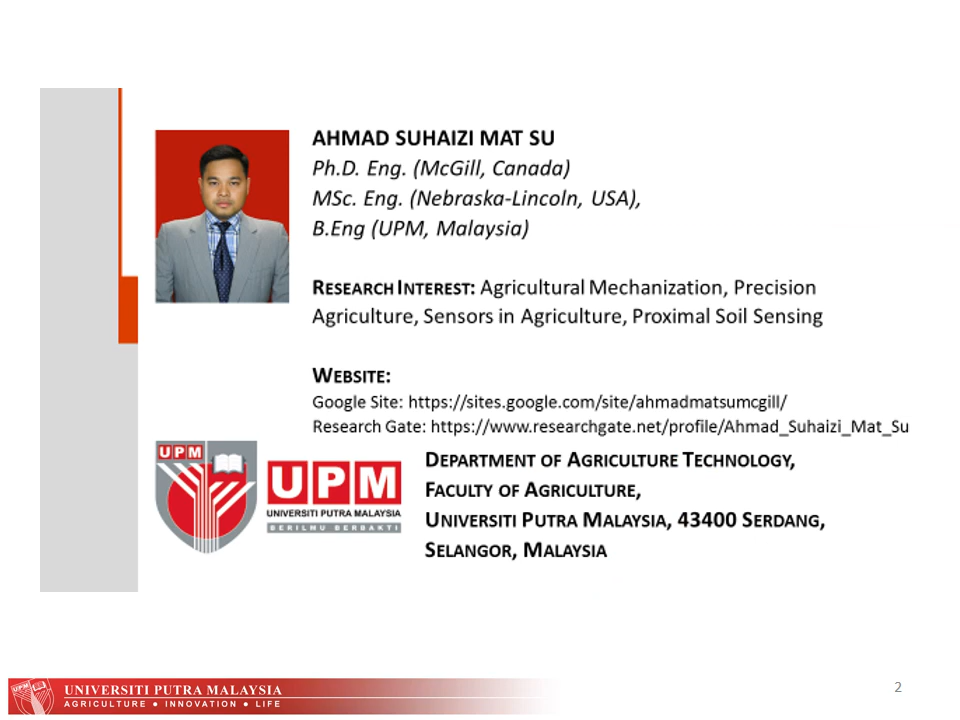 AHMAD SUHAIZI MAT SU
Ph.D. Eng. (McGill, Canada)
MSc. Eng. (Nebraska-Lincoln, USA),
B.Eng (UPM, Malaysia)
RESEARCH INTEREST: Agricultural Mechanization, Precision
Agriculture, Sensors in Agriculture, Proximal Soil Sensing
WEBSITE:
Google Site: https://sites.google.com/site/ahmadmatsumcgill/
Research Gate: https://www.researchgate.net/profile/Ahmad_Suhaizi_Mat_Su
UPM
UPM
UNIVERSITI PUTRA MALAYSIA
BERILMU BERBAKTI
DEPARTMENT OF AGRICULTURE TECHNOLOGY,
FACULTY OF AGRICULTURE,
UNIVERSITI PUTRA MALAYSIA, 43400 SERDANG,
SELANGOR, MALAYSIA
UPM
UNIVERSITI PUTRA MALAYSIA
AGRICULTURE ● INNOVATION ● LIFE
2